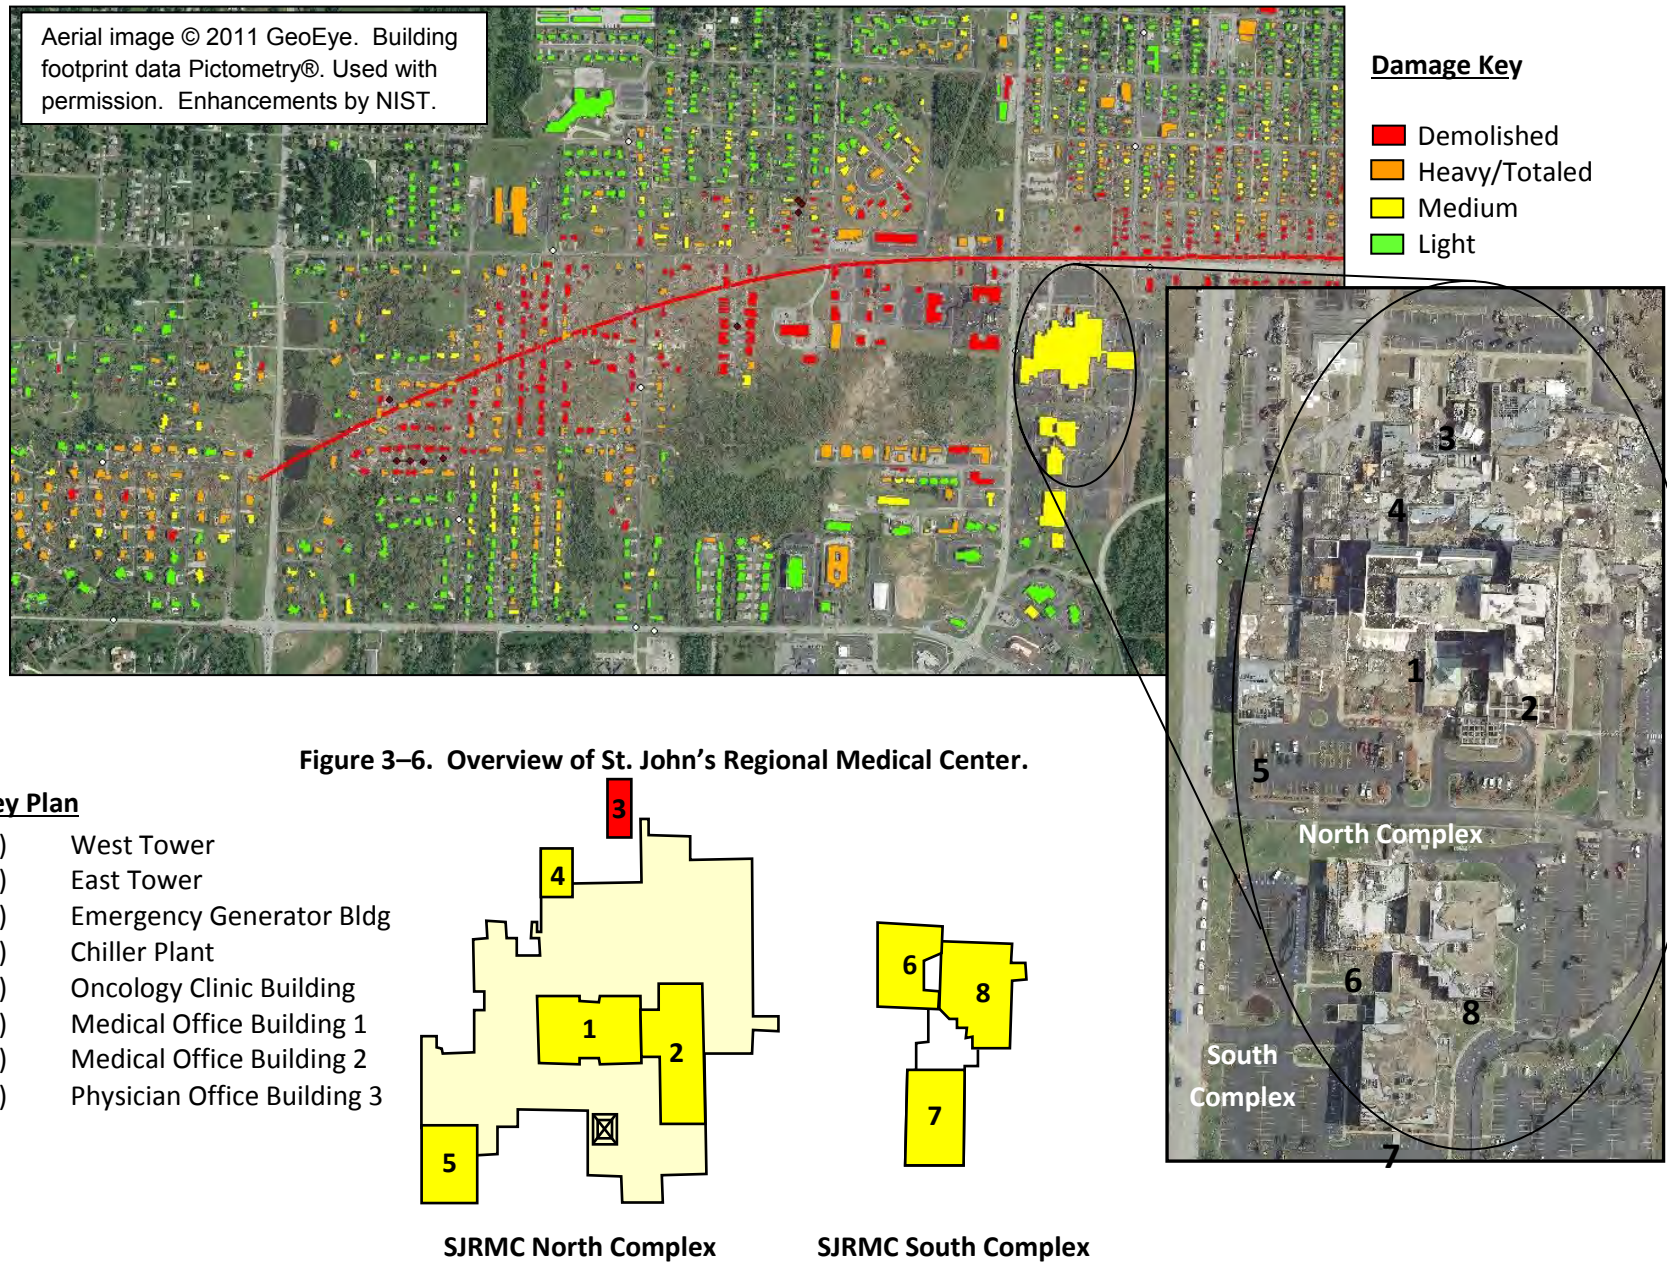 Aerial image © 2011 GeoEye. Building
footprint data Pictometry®. Used with
permission. Enhancements by NIST.
Damage Key
Demolished
Heavy/Totaled
Medium
Light
3
4
1
2
5
North Complex
6
8
South
Complex
7
Figure 3–6. Overview of St. John’s Regional Medical Center.
ey Plan
) West Tower
) East Tower
) Emergency Generator Bldg
) Chiller Plant
) Oncology Clinic Building
) Medical Office Building 1
) Medical Office Building 2
) Physician Office Building 3
3
4
1
2
5
6
8
7
SJRMC North Complex
SJRMC South Complex